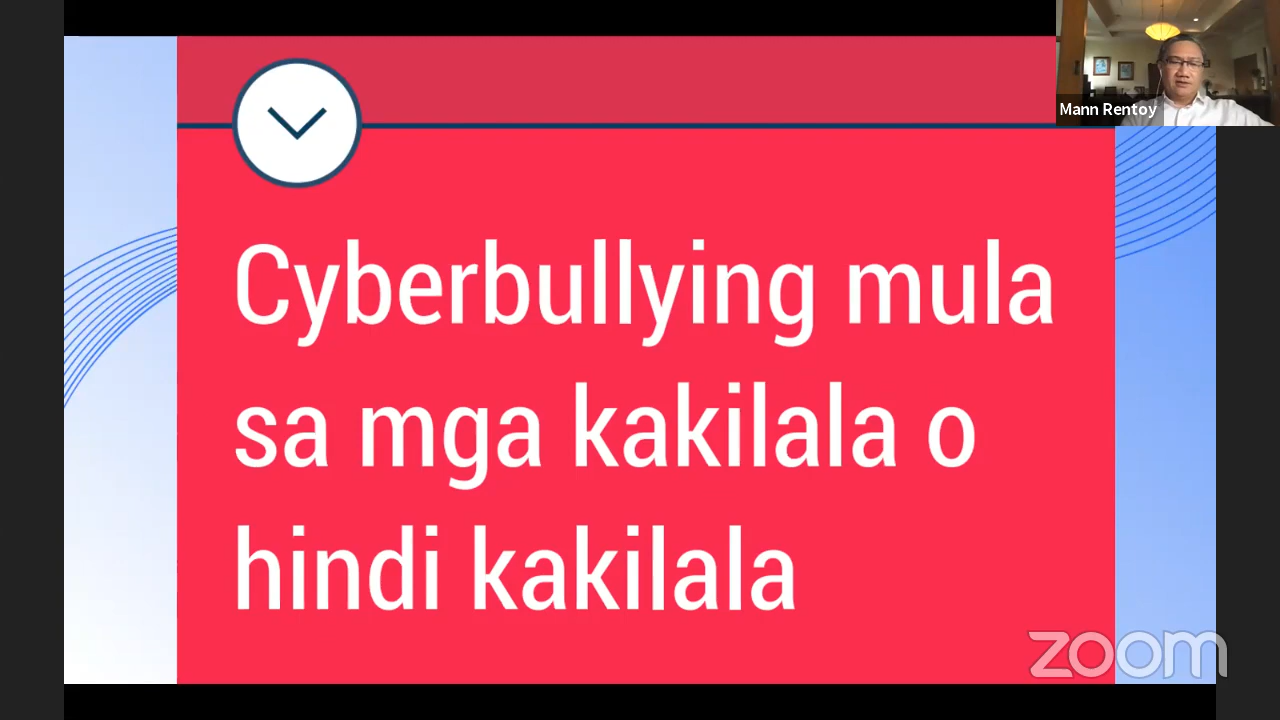 Mann Rentoy
Cyberbullying mula
sa mga kakilala o
hindi kakilala
zoom